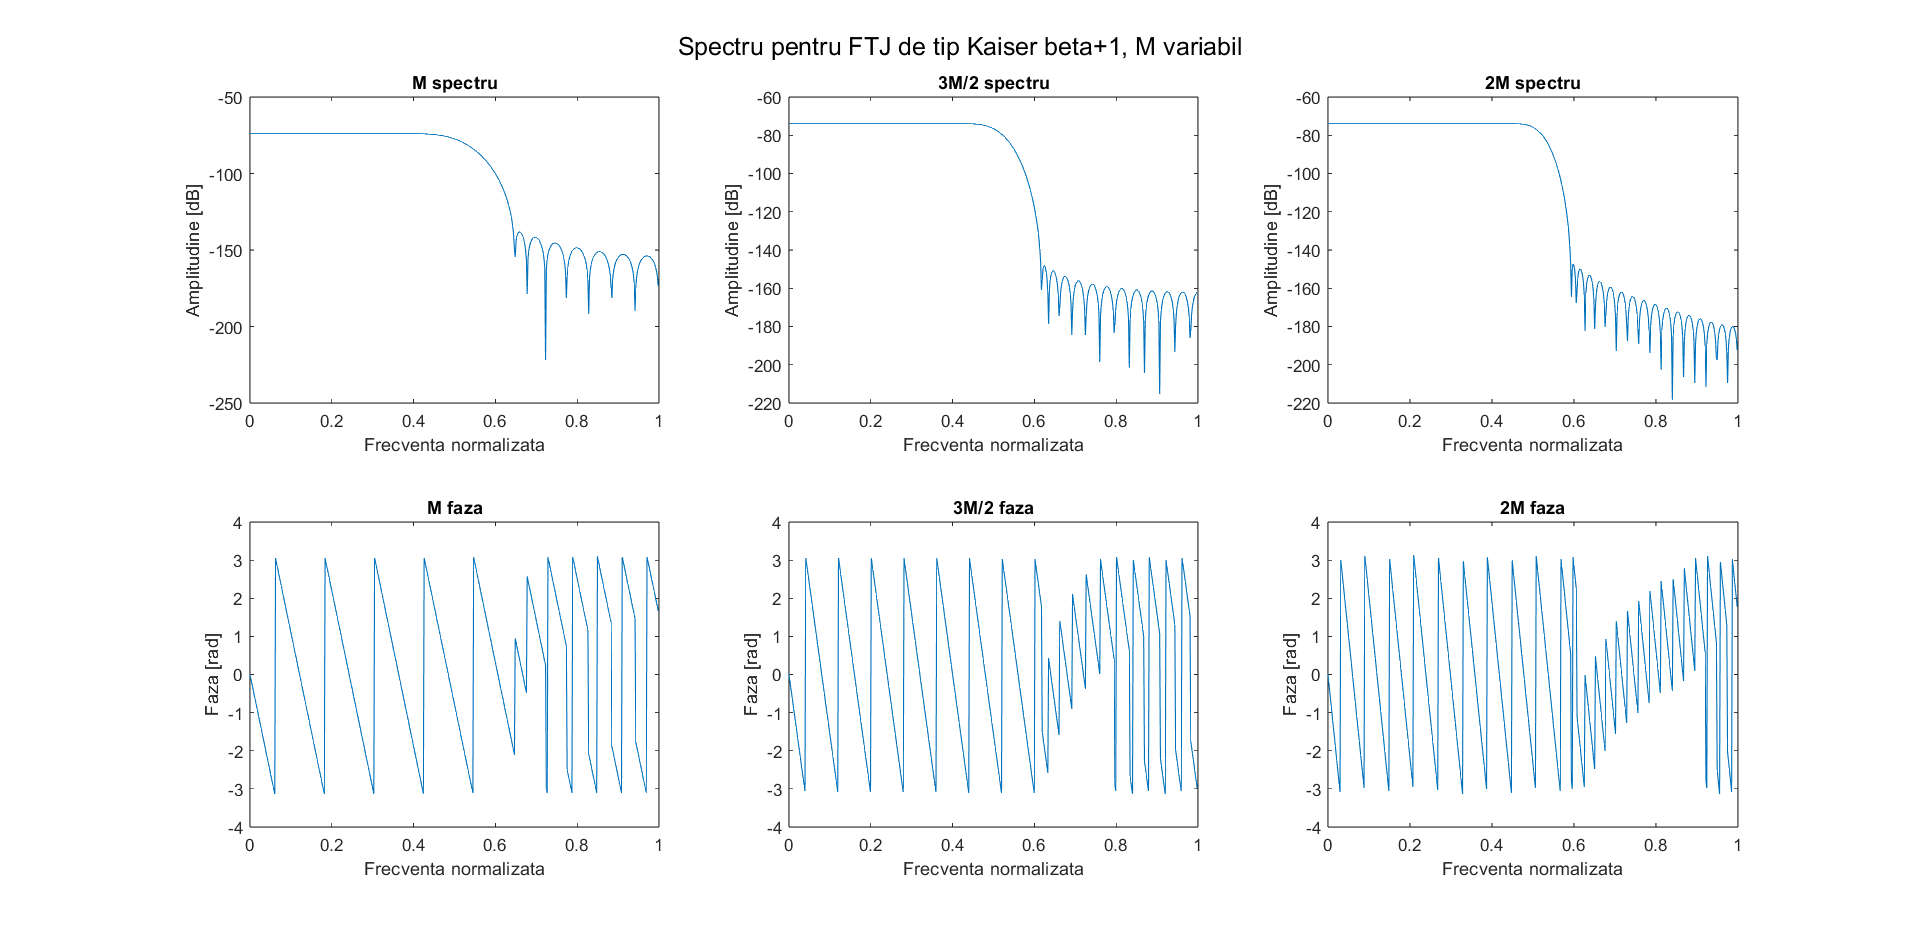 Spectru pentru FTJ de tip Kaiser beta+1, M variabil
M spectru
-50
-100
-150
-200
-250
Amplitudine [dB]
0 0.2 0.4 0.6 0.8 1
Frecventa normalizata
3M/2 spectru
-60
-80
-100
-120
-140
-160
-180
-200
-220
Amplitudine [dB]
0 0.2 0.4 0.6 0.8 1
Frecventa normalizata
2M spectru
-60
-80
-100
-120
-140
-160
-180
-200
-220
Amplitudine [dB]
0 0.2 0.4 0.6 0.8 1
Frecventa normalizata
M faza
4
3
2
1
0
-1
-2
-3
-4
Faza [rad]
0 0.2 0.4 0.6 0.8 1
Frecventa normalizata
3M/2 faza
4
3
2
1
0
-1
-2
-3
-4
Faza [rad]
0 0.2 0.4 0.6 0.8 1
Frecventa normalizata
2M faza
4
3
2
1
0
-1
-2
-3
-4
Faza [rad]
0 0.2 0.4 0.6 0.8 1
Frecventa normalizata